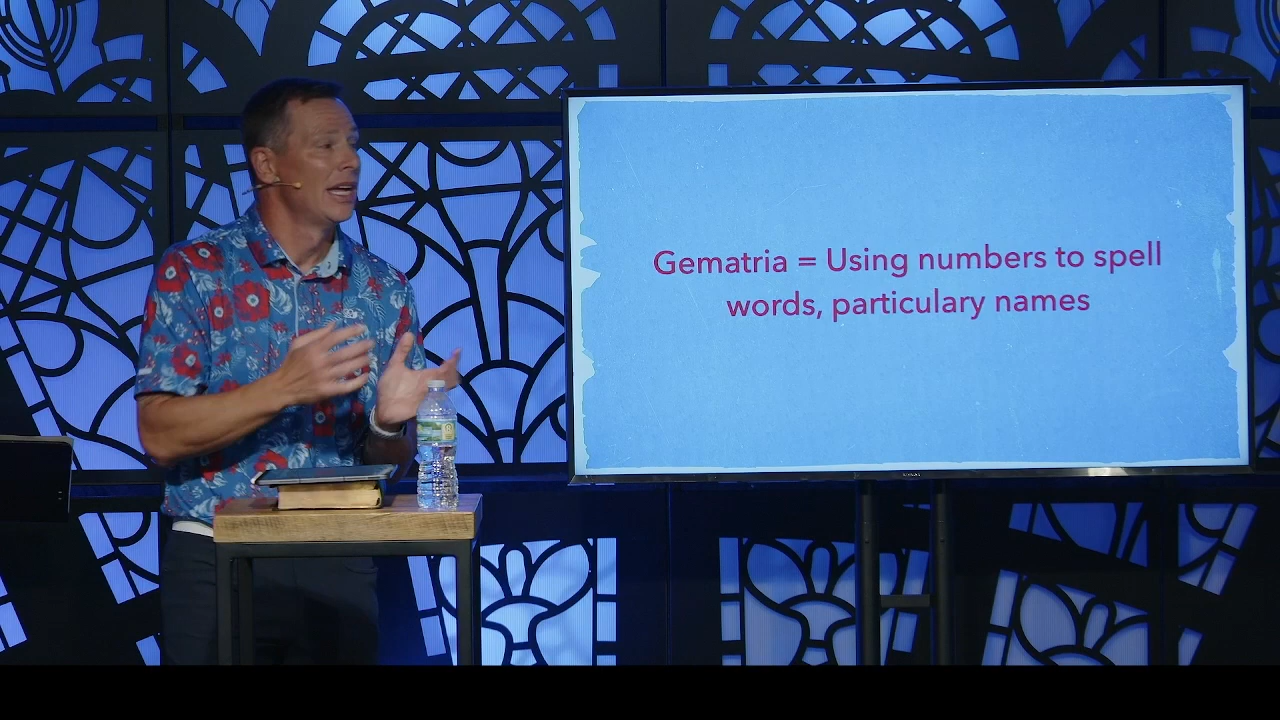 Gematria = Using numbers to spell
words, particulary names